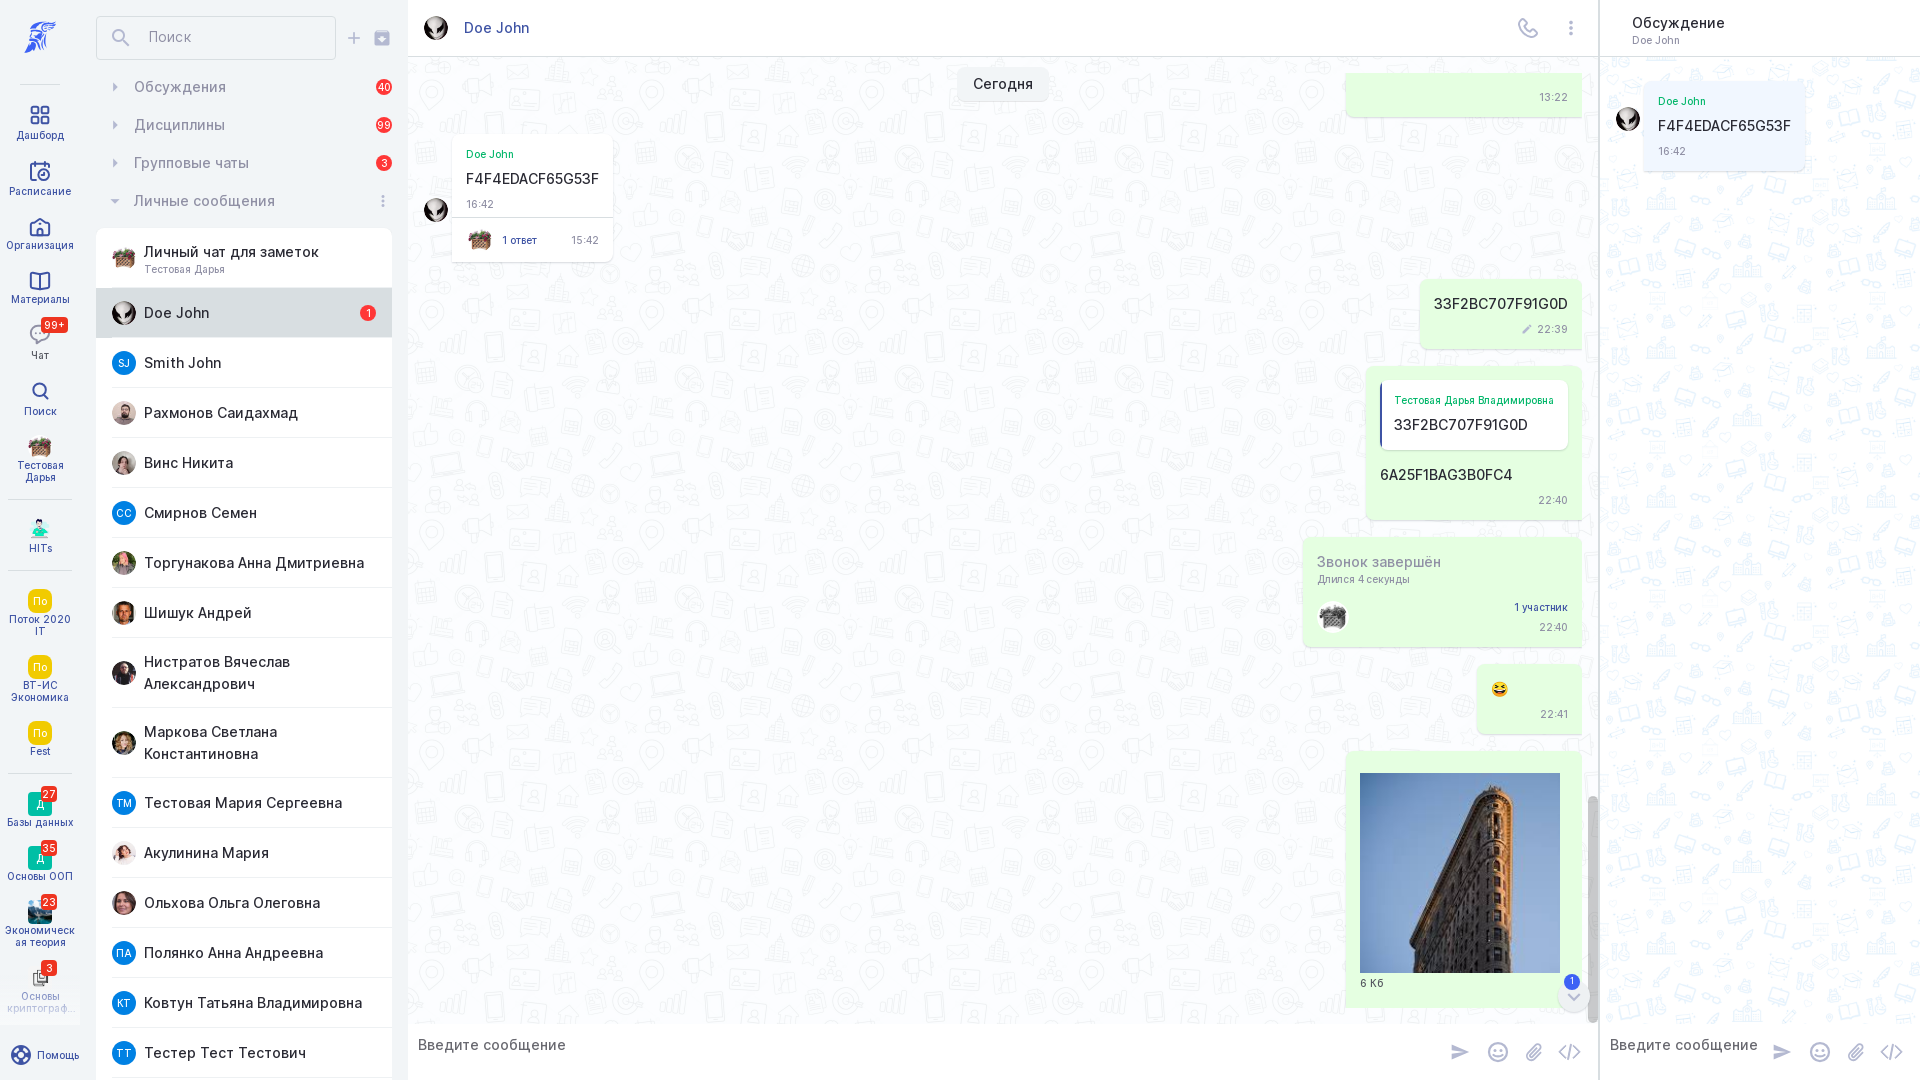 Дашборд
Расписание
Организация
Материалы
99+
Чат
Поиск
Тестовая
Дарья
HITs
По
Поток 2020
IT
По
ВТ-ИС
Экономика
По
Fest
27
Д
Базы данных
35
Д
Основы ООП
23
Экономическ
ая теория
3
Основы
криптограф...
Помощь
Поиск
Обсуждения
40
Дисциплины
99
Групповые чаты
3
Личные сообщения
Личный чат для заметок
Тестовая Дарья
Doe John
1
SJ
Smith John
Рахмонов Саидахмад
Винс Никита
СС
Смирнов Семен
Торгунакова Анна Дмитриевна
Шишук Андрей
Нистратов Вячеслав
Александрович
Маркова Светлана
Константиновна
ТМ
Тестовая Мария Сергеевна
Акулинина Мария
Ольхова Ольга Олеговна
ПА
Полянко Анна Андреевна
КТ
Ковтун Татьяна Владимировна
ТТ
Тестер Тест Тестович
Doe John
Сегодня
13:22
Doe John
F4F4EDACF65G53F
16:42
1 ответ
15:42
33F2BC707F91G0D
22:39
Тестовая Дарья Владимировна
33F2BC707F91G0D
6A25F1BAG3B0FC4
22:40
Звонок завершён
Длился 4 секунды
1 участник
22:40
22:41
6 Кб
1
Введите сообщение
Обсуждение
Doe John
Doe John
F4F4EDACF65G53F
16:42
Введите сообщение